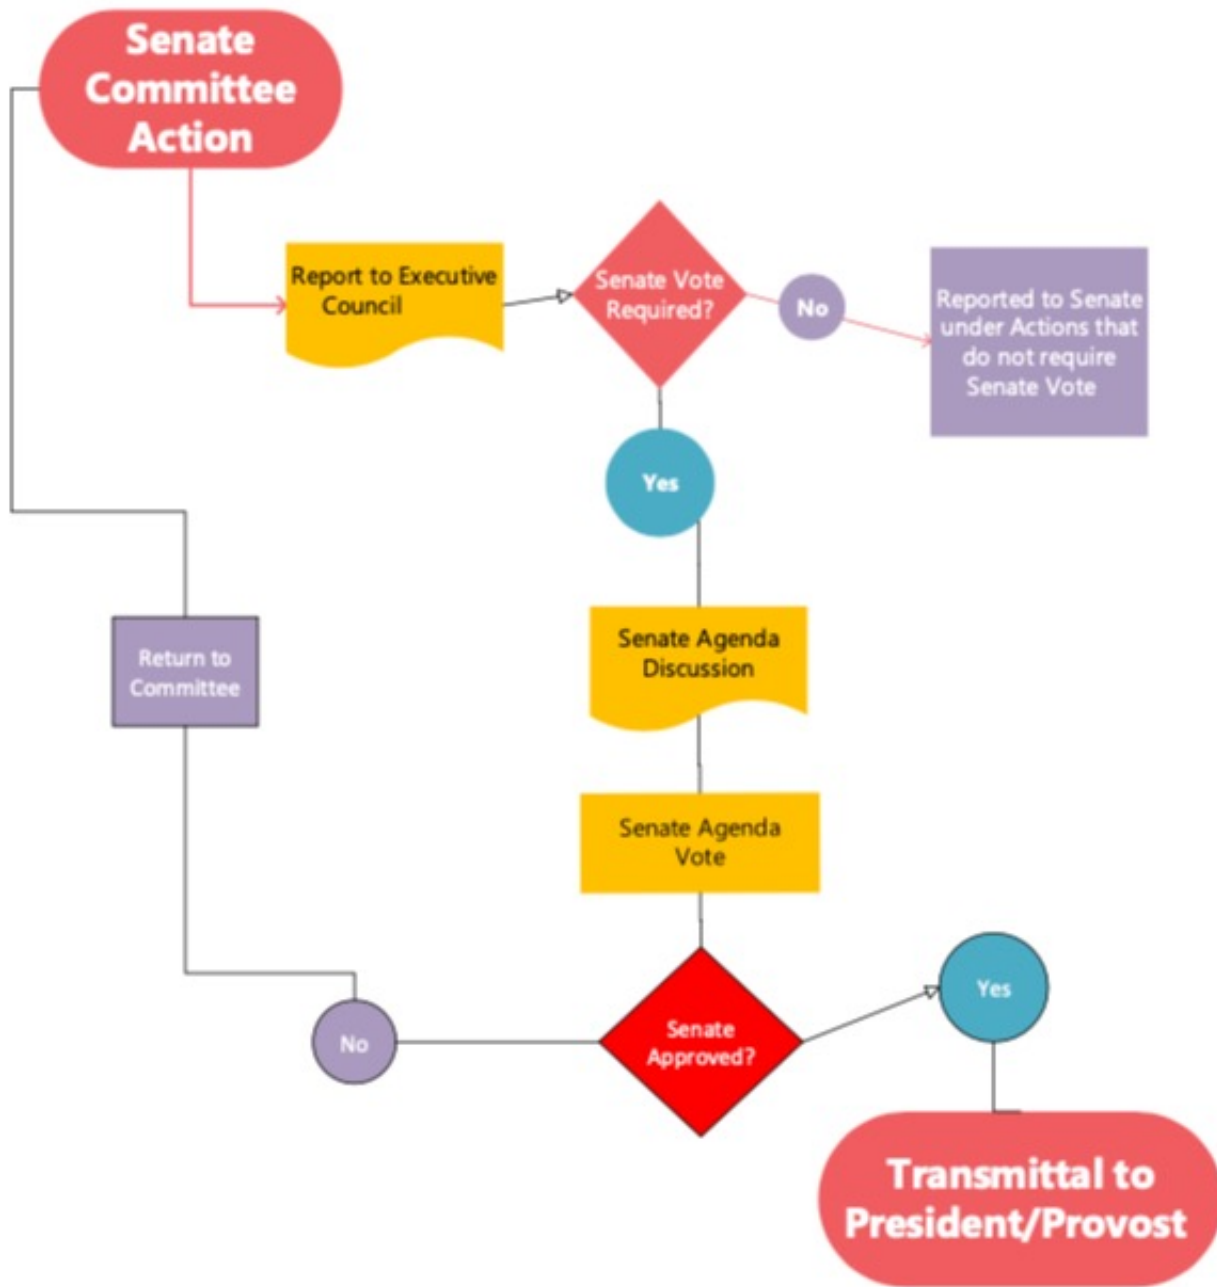 Senate
Committee
Action
Report to Executive
Council
Senate Vote
Required?
No
Reported to Senate
under Actions that
do not require
Senate Vote
Yes
Senate Agenda
Discussion
Return to
Committee
Senate Agenda
Vote
No
Senate
Approved?
Yes
Transmittal to
President/Provost